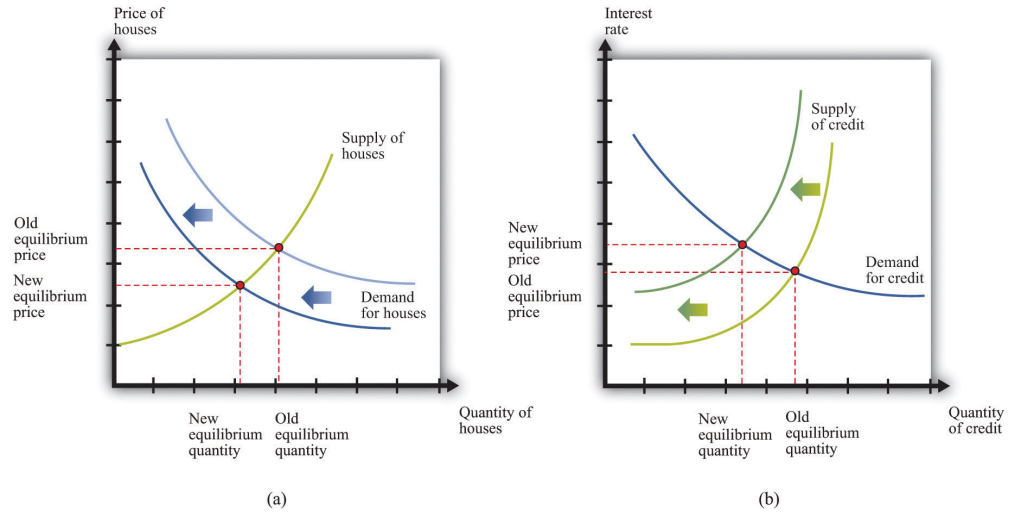 Price of
houses
Supply of
houses
Old
equilibrium
price
New
equilibrium
price
Demand
for houses
New
equilibrium
quantity
Old
equilibrium
quantity
Quantity of
houses
(a)
Interest
rate
Supply
of credit
New
equilibrium
price
Old
equilibrium
price
Demand
for credit
New
equilibrium
quantity
Old
equilibrium
quantity
Quantity
of credit
(b)